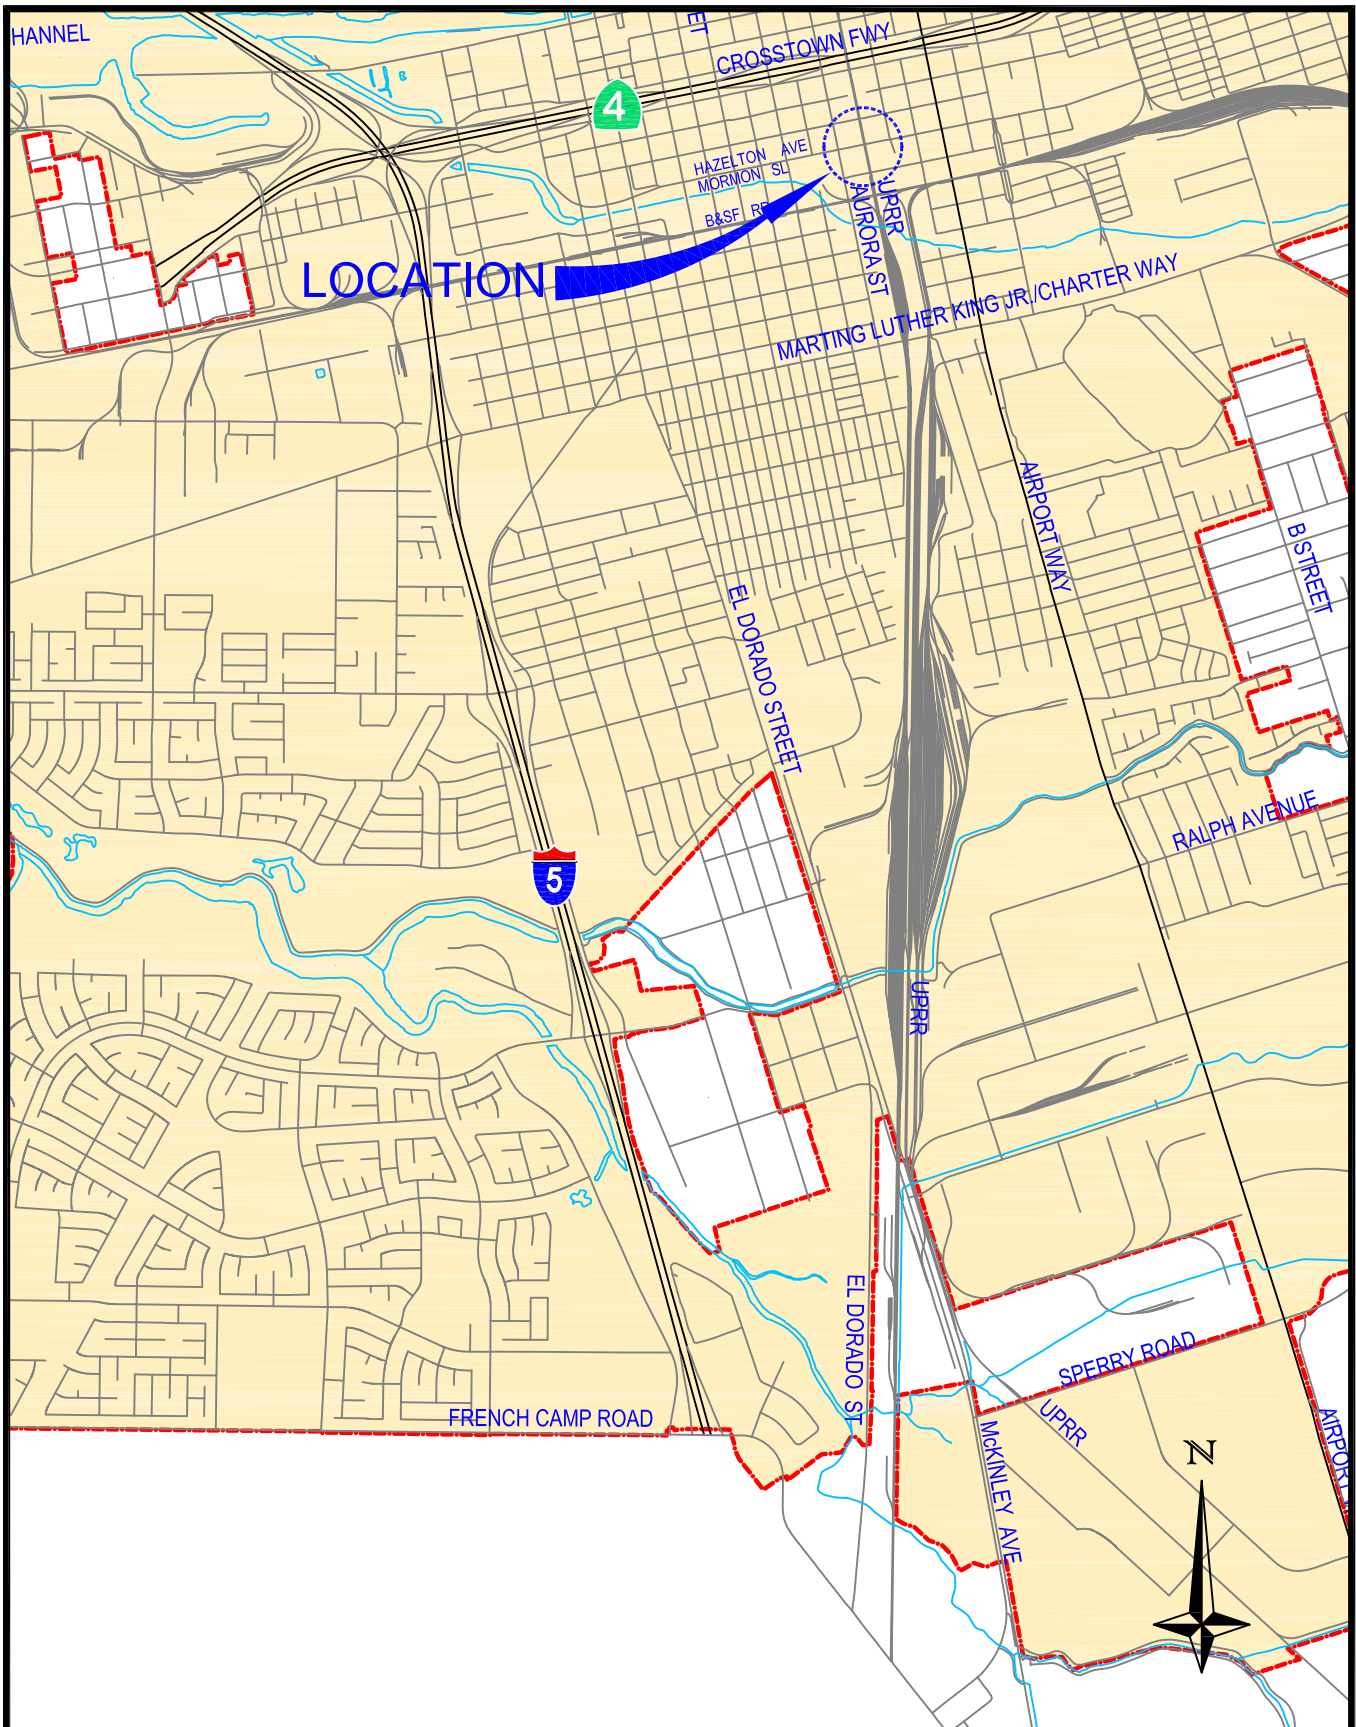 HANNEL
ET
CROSSTOWN FWY
4
HAZELTON AVE
MORMON SL
B&SF RR
UPRR
AURORA ST
LOCATION
MARTING LUTHER KING JR./CHARTER WAY
AIRPORT WAY
B STREET
EL DORADO STREET
RALPH AVENUE
5
UPRR
EL DORADO ST
SPERRY ROAD
FRENCH CAMP ROAD
UPRR
McKINLEY AVE
AIRPORT
N